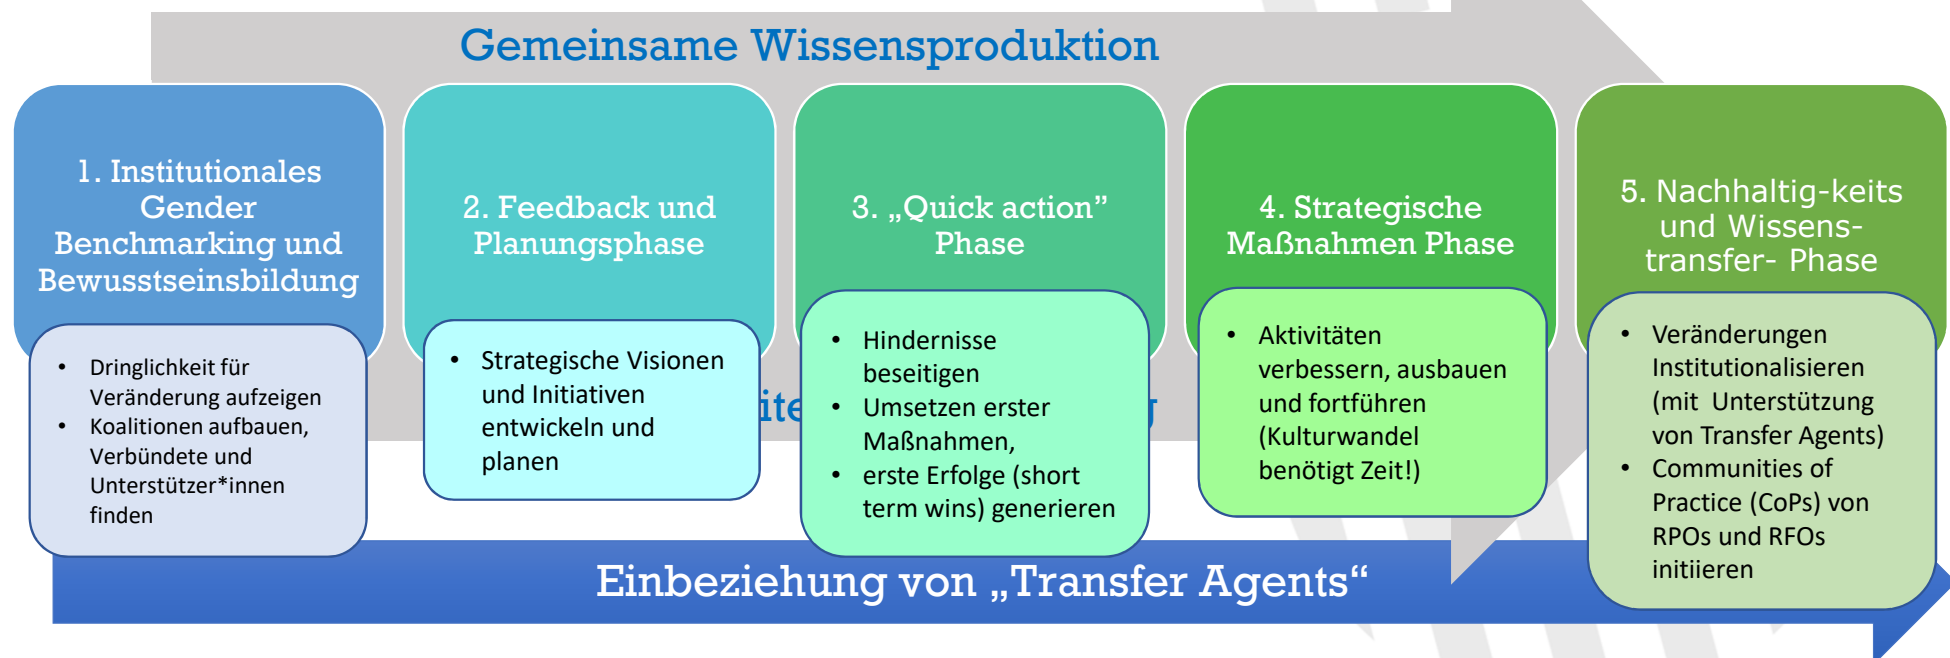 Gemeinsame Wissensproduktion
1. Institutionales
Gender
Benchmarking und
Bewusstseinsbildung
• Dringlichkeit für
Veränderung aufzeigen
• Koalitionen aufbauen,
Verbündete und
Unterstützer*innen
finden
2. Feedback und
Planungsphase
• Strategische Visionen
und Initiativen
entwickeln und
planen
3. „Quick action”
Phase
• Hindernisse
beseitigen
• Umsetzen erster
Maßnahmen,
• erste Erfolge (short
term wins) generieren
4. Strategische
Maßnahmen Phase
• Aktivitäten
verbessern, ausbauen
und fortführen
(Kulturwandel
benötigt Zeit!)
5. Nachhaltig-keits
und Wissens-
transfer- Phase
• Veränderungen
Institutionalisieren
(mit Unterstützung
von Transfer Agents)
• Communities of
Practice (CoPs) von
RPOs und RFOs
initiieren
Einbeziehung von „Transfer Agents“